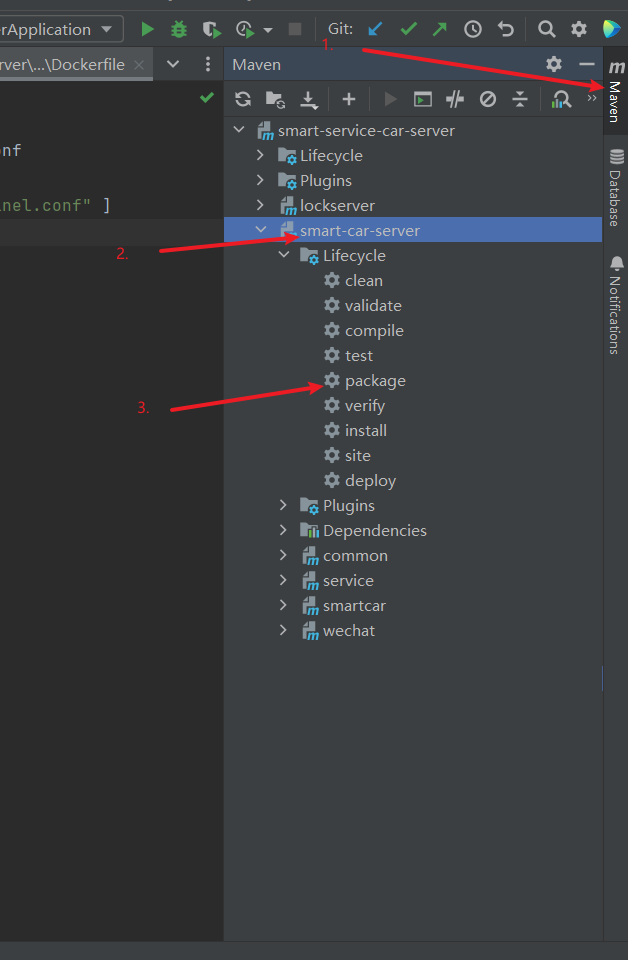 erApplication
Git:
1.
rver\...\Dockerfile
Maven
Maven
onf
nel.conf" ]
smart-service-car-server
Lifecycle
Plugins
lockserver
smart-car-server
2.
Lifecycle
clean
validate
compile
test
package
3.
verify
install
site
deploy
Plugins
Dependencies
common
service
smartcar
wechat
Database
Notifications